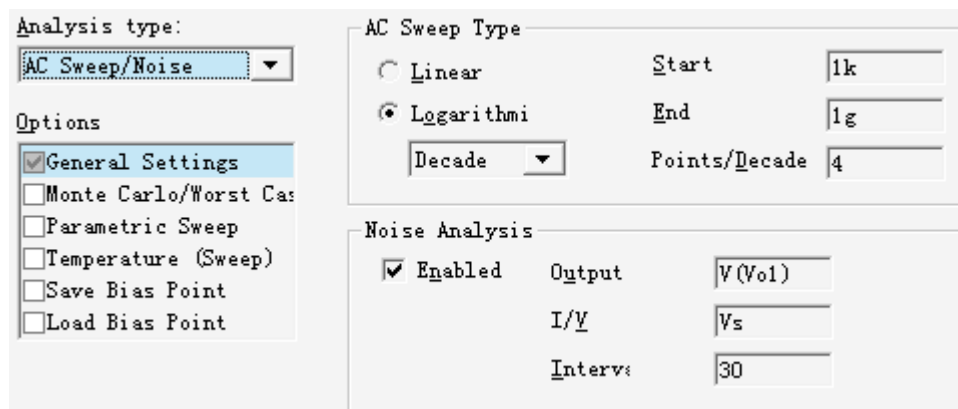 Analysis type:
AC Sweep/Noise
Options
General Settings
Monte Carlo/Worst Cas
Parametric Sweep
Temperature (Sweep)
Save Bias Point
Load Bias Point
AC Sweep Type
Linear
Logarithmi
Decade
Start 1k
End 1g
Points/Decade 4
Noise Analysis
Enabled
Output V(Vo1)
I/V Vs
Interva 30